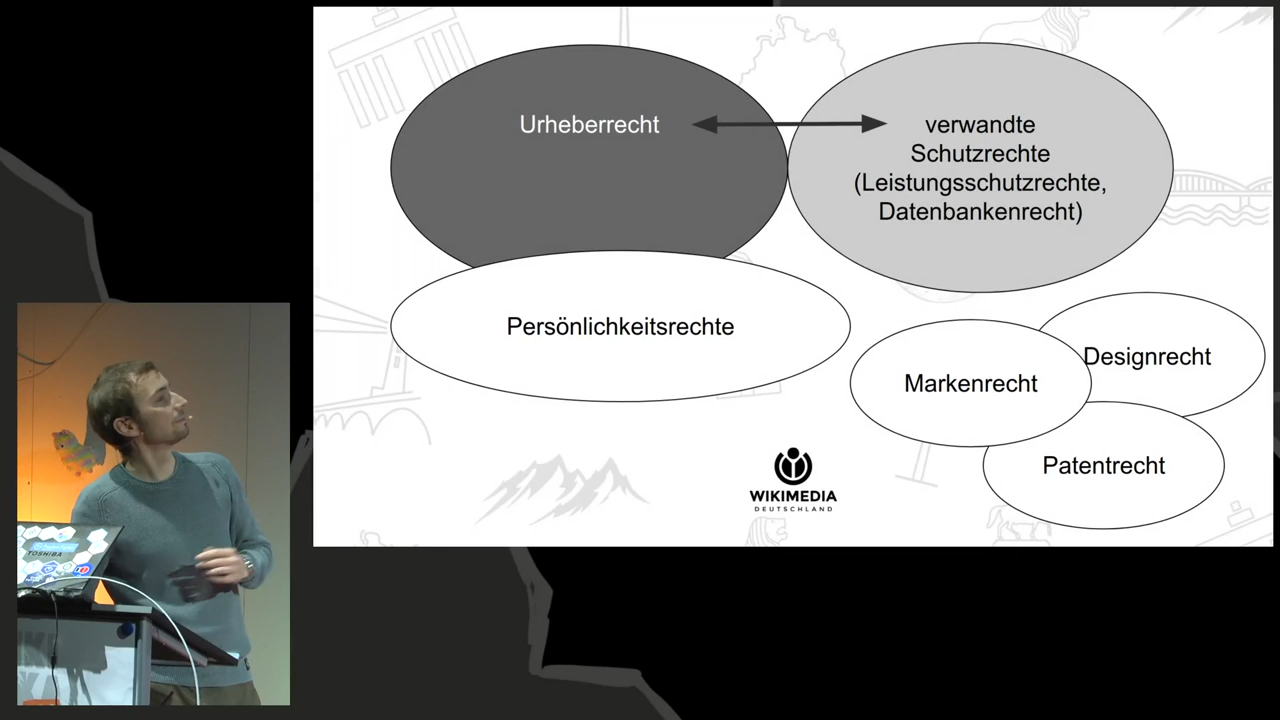 Urheberrecht
verwandte
Schutzrechte
(Leistungsschutzrechte,
Datenbankenrecht)
Persönlichkeitsrechte
Designrecht
Markenrecht
Patentrecht
WIKIMEDIA
DEUTSCHLAND
TOSHIBA